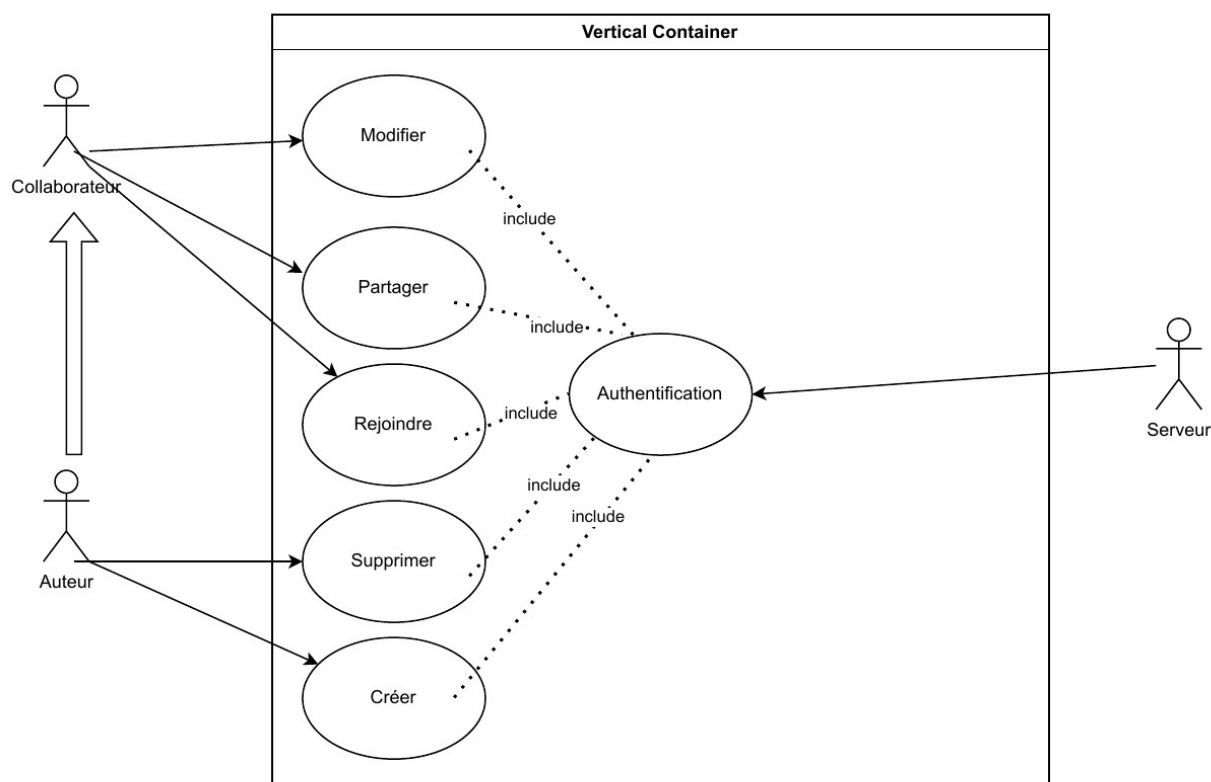 Vertical Container
Modifier
Collaborateur
include
Partager
include
Authentification
Rejoindre
include
Serveur
include
include
Supprimer
Auteur
Créer